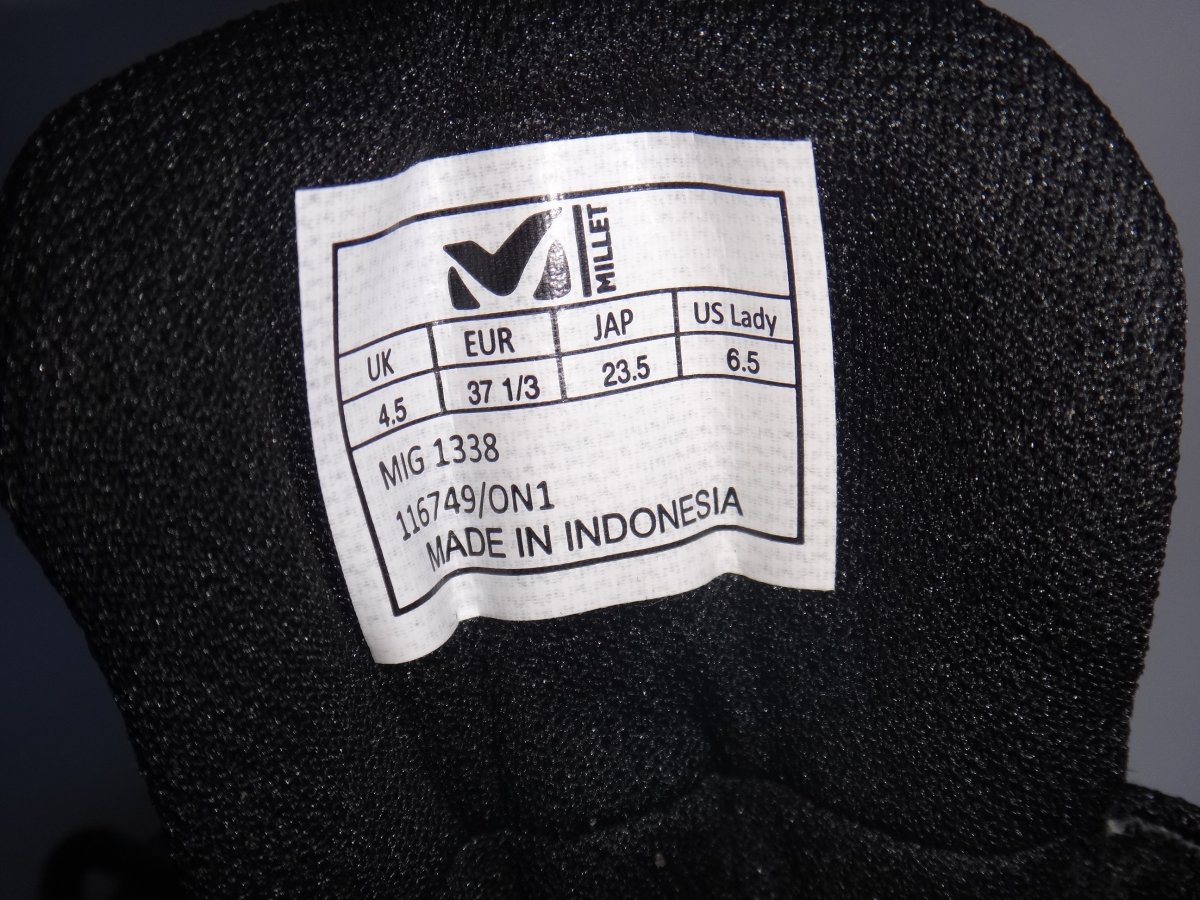 MILLET
UK EUR JAP US Lady
4.5 37 1/3 23.5 6.5
MIG 1338
116749/ON1
MADE IN INDONESIA